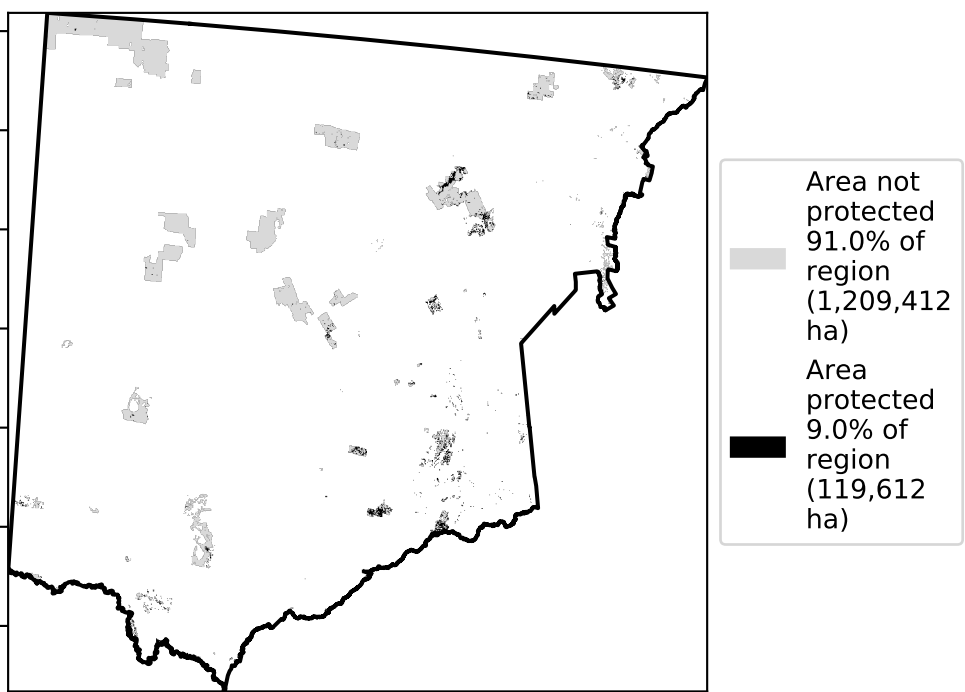 Area not
protected
91.0% of
region
(1,209,412
ha)
Area
protected
9.0% of
region
(119,612
ha)